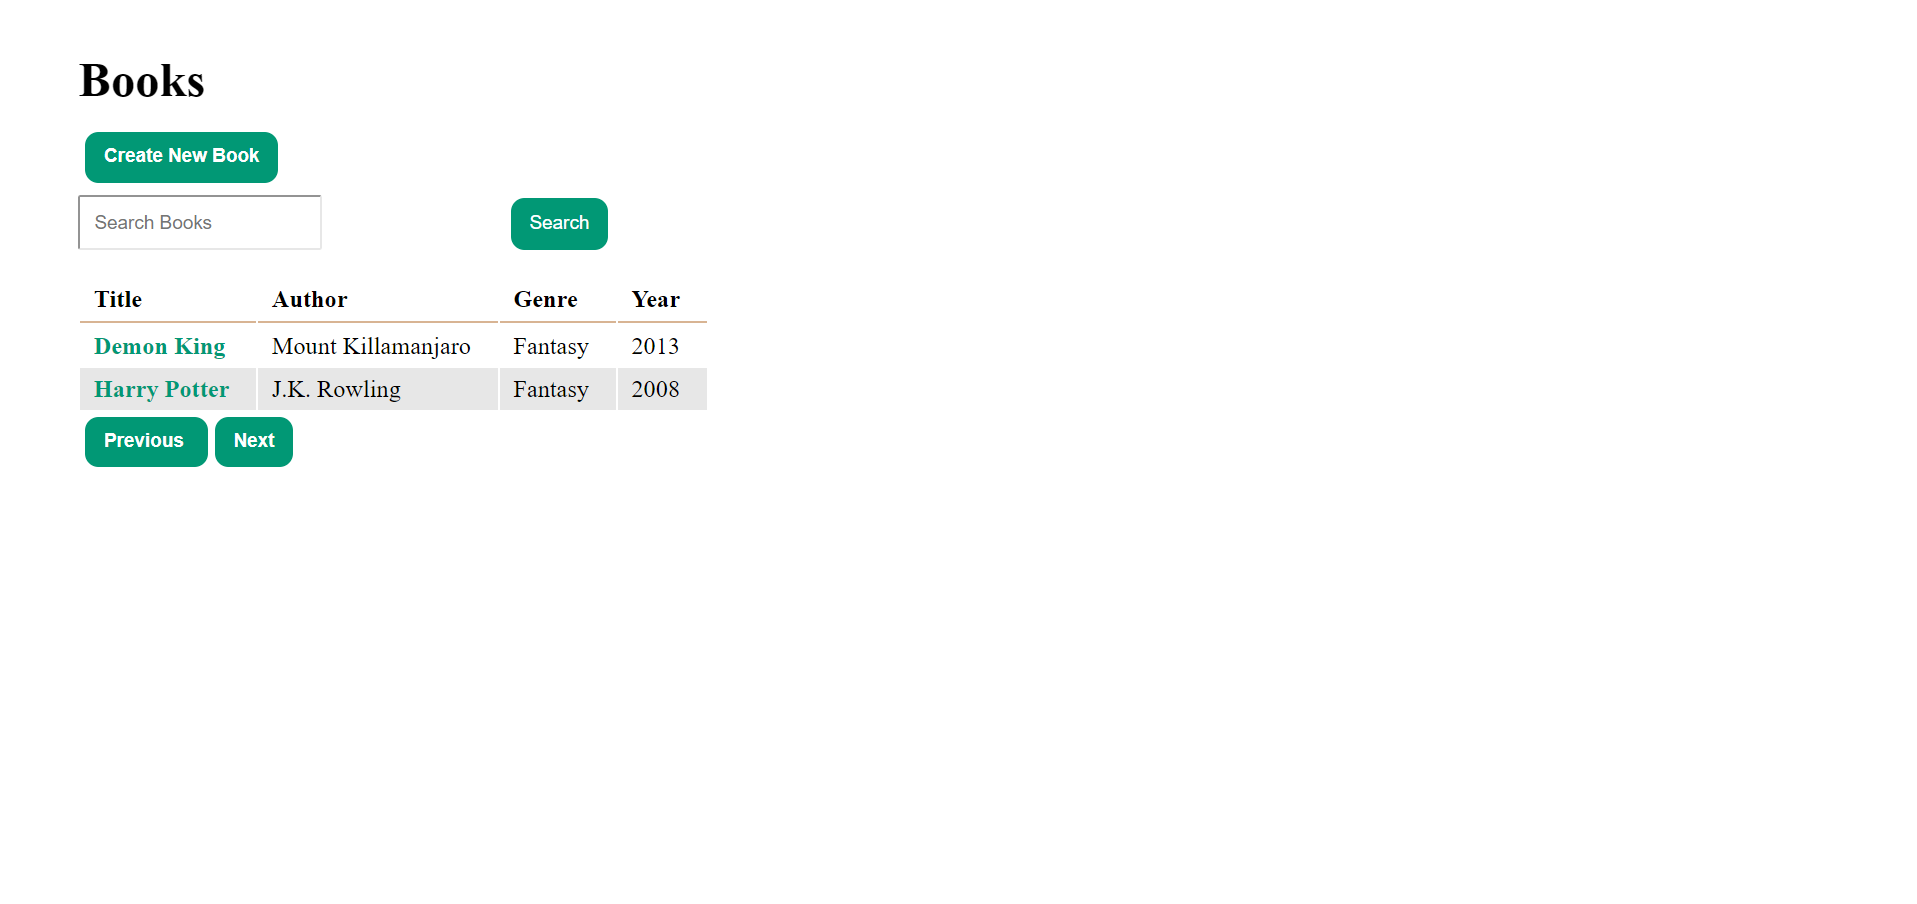 Books
Create New Book
Search Books Search
Title Author Genre Year
Demon King Mount Killamanjaro Fantasy 2013
Harry Potter J.K. Rowling Fantasy 2008
Previous Next